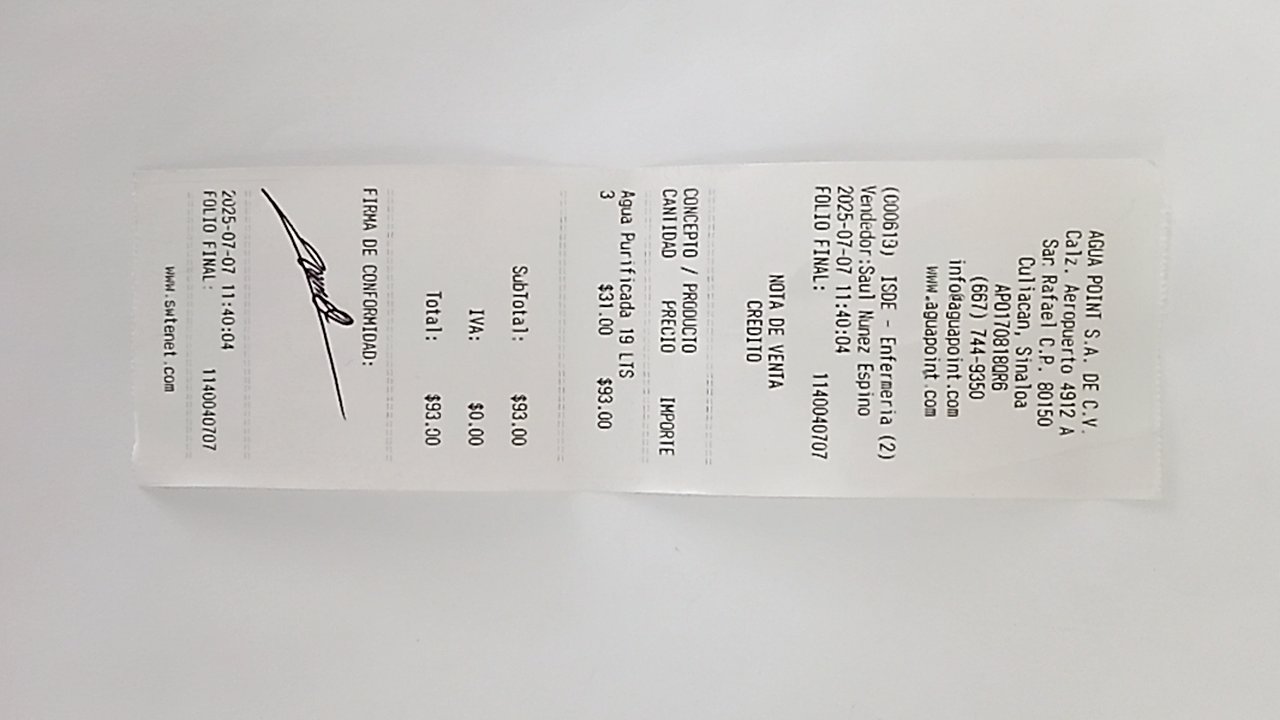 AGUA POINT S.A. DE C.V.
Calz. Aeropuerto 4912 A
San Rafael C.P. 80150
Culiacan, Sinaloa
APO170818QR6
(667) 744-9350
info@aguapoint.com
www.aguapoint.com
(000613) ISDE - Enfermeria (2)
Vendedor:Saul Nunez Espino
2025-07-07 11:40:04
FOLIO FINAL: 1140040707
NOTA DE VENTA
CREDITO
CONCEPTO / PRODUCTO
CANTIDAD PRECIO IMPORTE
Agua Purificada 19 LTS
3 $31.00 $93.00
SubTotal: $93.00
IVA: $0.00
Total: $93.00
FIRMA DE CONFORMIDAD:
2025-07-07 11:40:04
FOLIO FINAL: 1140040707
www.swtenet.com